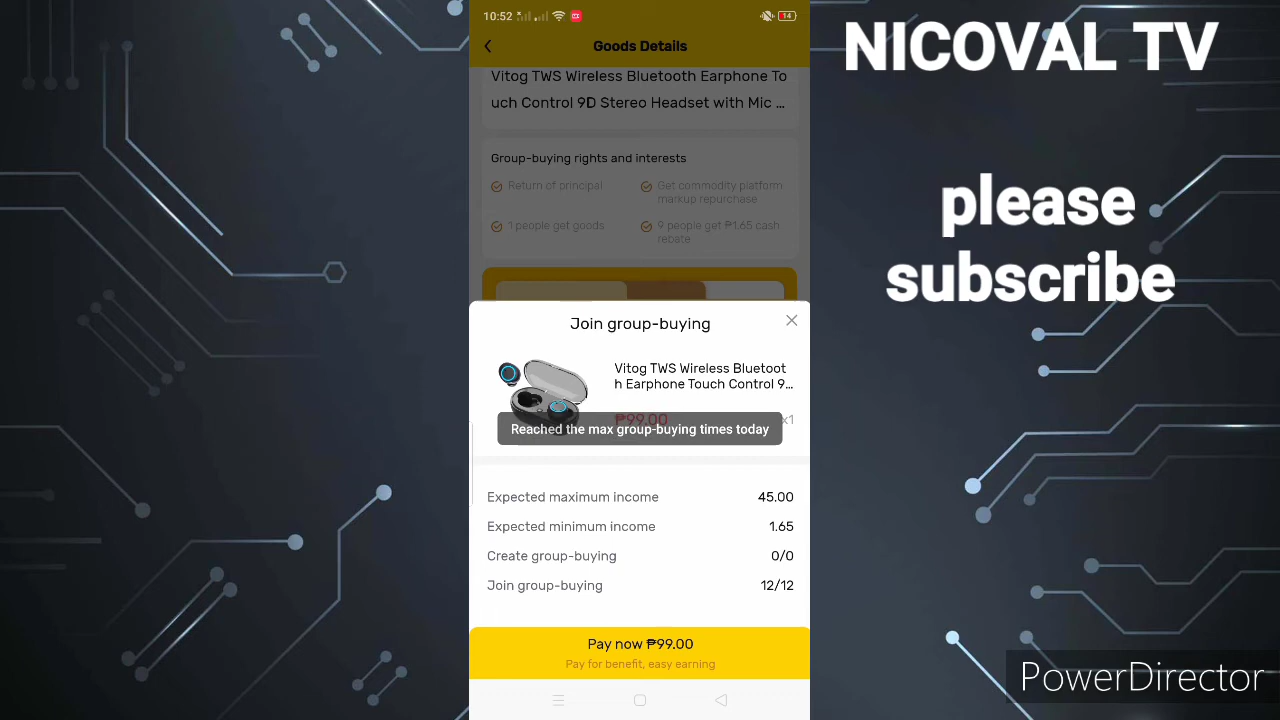 10:52
14
Goods Details
Vitog TWS Wireless Bluetooth Earphone To
uch Control 9D Stereo Headset with Mic ...
Group-buying rights and interests
Return of principal
Get commodity platform
markup repurchase
1 people get goods
9 people get ₱1.65 cash
rebate
Join group-buying
Vitog TWS Wireless Bluetoot
h Earphone Touch Control 9...
₱99.00
x1
Reached the max group-buying times today
Expected maximum income 45.00
Expected minimum income 1.65
Create group-buying 0/0
Join group-buying 12/12
Pay now ₱99.00
Pay for benefit, easy earning
NICOVAL TV
please
subscribe
PowerDirector